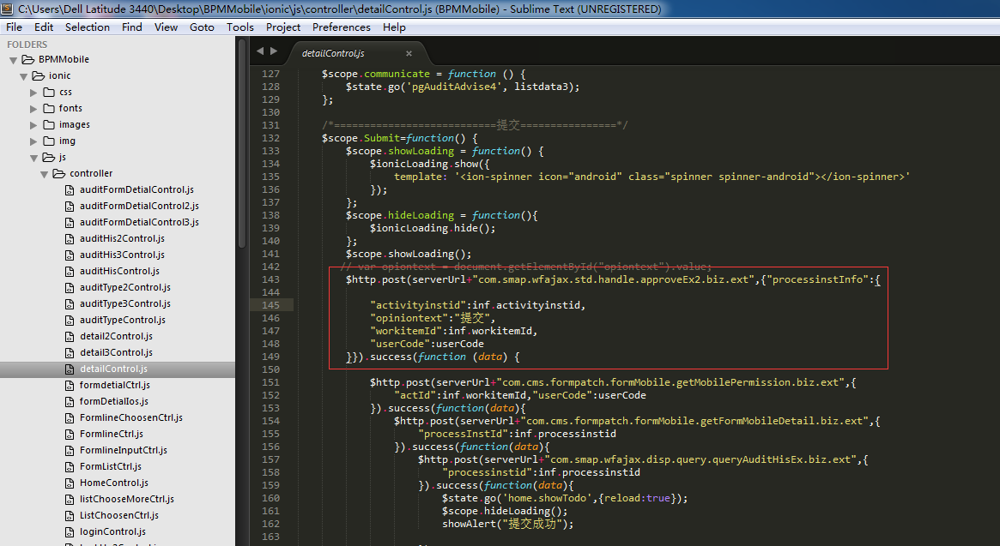 C:\Users\Dell Latitude 3440\Desktop\BPMMobile\ionic\js\controller\detailControl.js (BPMMobile) - Sublime Text (UNREGISTERED)
File Edit Selection Find View Goto Tools Project Preferences Help
FOLDERS
BPMMobile
ionic
css
fonts
images
img
js
controller
auditFormDetialControl.js
auditFormDetialControl2.js
auditFormDetialControl3.js
auditHis2Control.js
auditHis3Control.js
auditHisControl.js
auditType2Control.js
auditType3Control.js
auditTypeControl.js
detail2Control.js
detail3Control.js
detailControl.js
formdetialCtrl.js
formDetialIos.js
FormlineChoosenCtrl.js
FormlineCtrl.js
FormlineInputCtrl.js
FormListCtrl.js
HomeControl.js
listChooseMoreCtrl.js
ListChoosenCtrl.js
loginControl.js
detailControl.js ×
127 $scope.communicate = function () {
128 $state.go('pgAuditAdvise4', listdata3);
129 };
130
131 /*===========================提交================*/
132 $scope.Submit=function() {
133 $scope.showLoading = function() {
134 $ionicLoading.show({
135 template: '<ion-spinner icon="android" class="spinner spinner-android"></ion-spinner>'
136 });
137 };
138 $scope.hideLoading = function(){
139 $ionicLoading.hide();
140 };
141 $scope.showLoading();
142 // var opiontext = document.getElementById("opiontext").value;
143 $http.post(serverUrl+"com.smap.wfajax.std.handle.approveEx2.biz.ext",{"processinstInfo":{
144
145 "activityinstid":inf.activityinstid,
146 "opiniontext":"提交",
147 "workitemId":inf.workitemId,
148 "userCode":userCode
149 }}).success(function (data) {
150
151 $http.post(serverUrl+"com.cms.formpatch.formMobile.getMobilePermission.biz.ext",{
152 "actId":inf.workitemId,"userCode":userCode
153 }).success(function(data){
154 $http.post(serverUrl+"com.cms.formpatch.formMobile.getFormMobileDetail.biz.ext",{
155 "processInstId":inf.processinstid
156 }).success(function(data){
157 $http.post(serverUrl+"com.smap.wfajax.disp.query.queryAuditHisEx.biz.ext",{
158 "processinstid":inf.processinstid
159 }).success(function(data){
160 $state.go('home.showTodo',{reload:true});
161 $scope.hideLoading();
162 showAlert("提交成功");
163